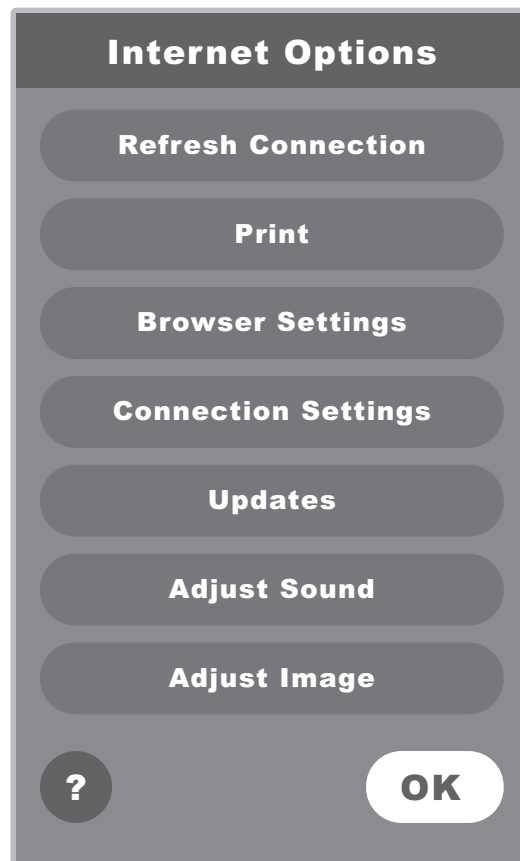 Internet Options
Refresh Connection
Print
Browser Settings
Connection Settings
Updates
Adjust Sound
Adjust Image
? OK